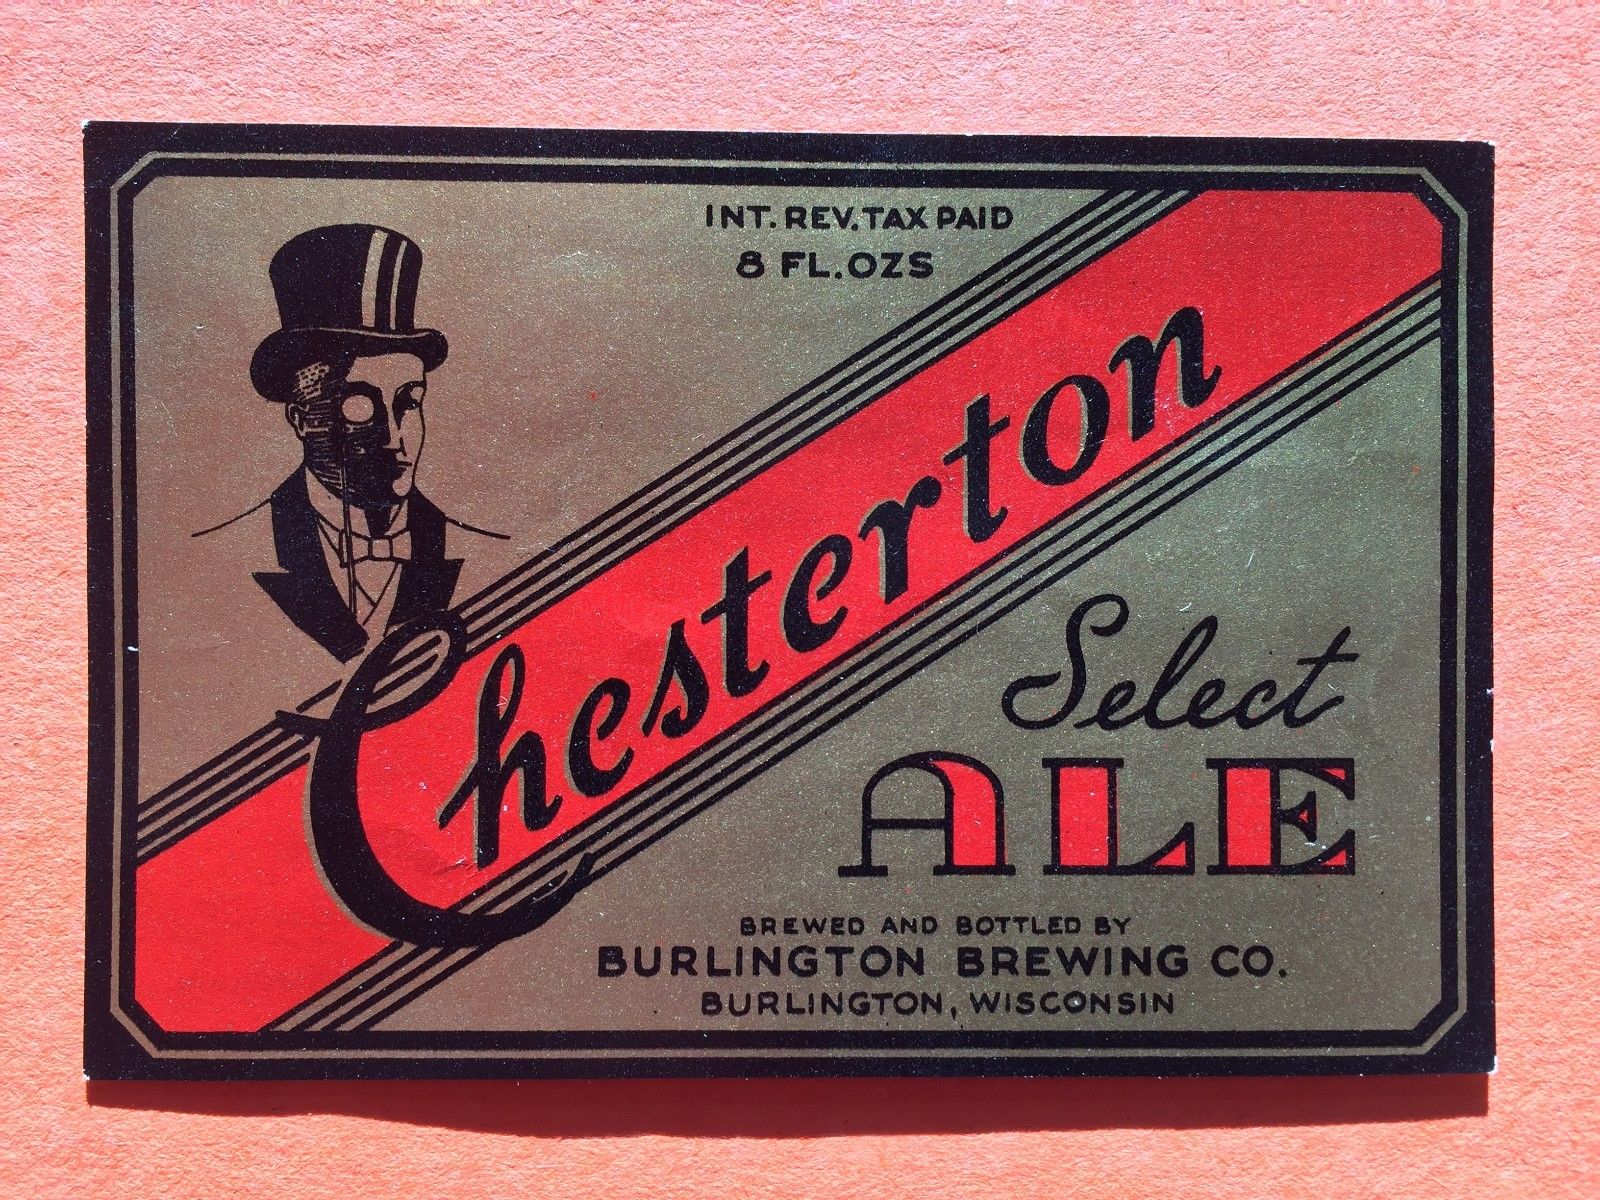 INT. REV. TAX PAID
8 FL. OZS
Chesterton
Select
ALE
BREWED AND BOTTLED BY
BURLINGTON BREWING CO.
BURLINGTON, WISCONSIN